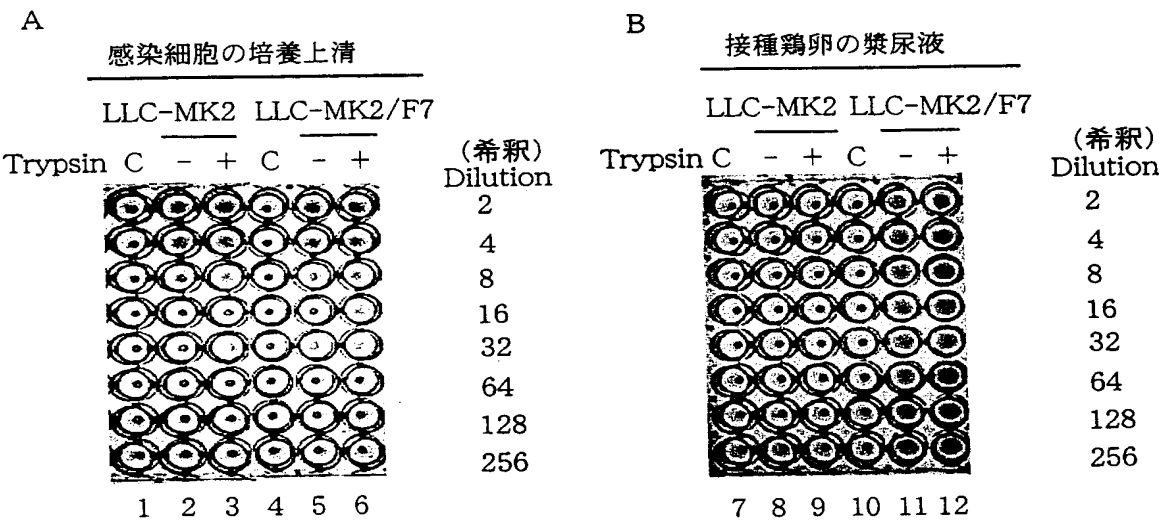 A
感染細胞の培養上清
LLC-MK2 LLC-MK2/F7
Trypsin C - + C - +
(希釈)
Dilution
2
4
8
16
32
64
128
256
1 2 3 4 5 6
B
接種鶏卵の漿尿液
LLC-MK2 LLC-MK2/F7
Trypsin C - + C - +
(希釈)
Dilution
2
4
8
16
32
64
128
256
7 8 9 10 11 12